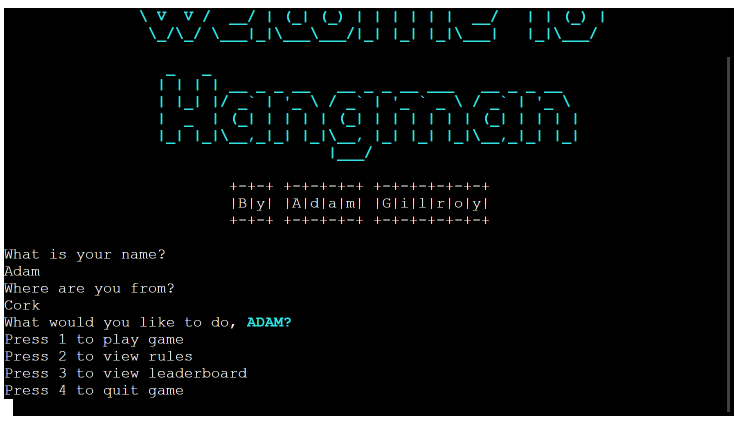 Welcome to
Hangman
|B|y| |A|d|a|m| |G|i|l|r|o|y|
What is your name?
Adam
Where are you from?
Cork
What would you like to do, ADAM?
Press 1 to play game
Press 2 to view rules
Press 3 to view leaderboard
Press 4 to quit game